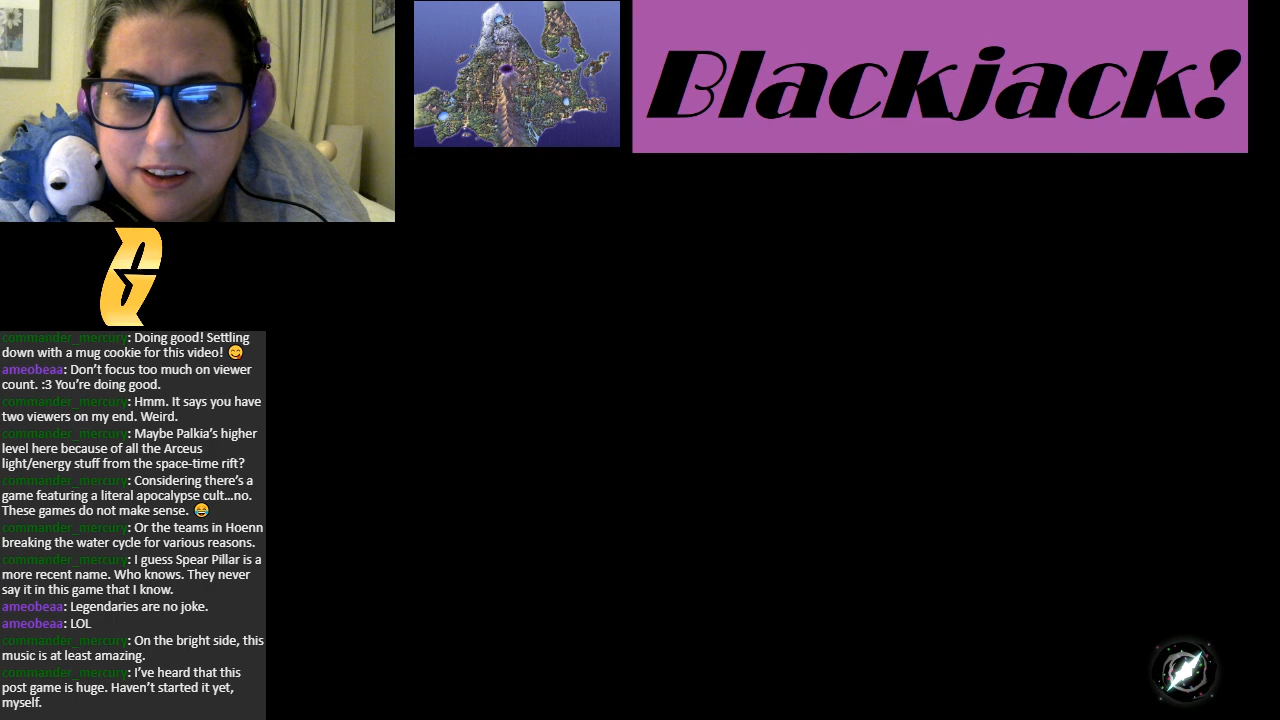 Blackjack!
commander_mercury: Doing good! Settling
down with a mug cookie for this video! 😋
ameobeaa: Don't focus too much on viewer
count. :3 You're doing good.
commander_mercury: Hmm. It says you have
two viewers on my end. Weird.
commander_mercury: Maybe Palkia's higher
level here because of all the Arceus
light/energy stuff from the space-time rift?
commander_mercury: Considering there's a
game featuring a literal apocalypse cult...no.
These games do not make sense. 😂
commander_mercury: Or the teams in Hoenn
breaking the water cycle for various reasons.
commander_mercury: I guess Spear Pillar is a
more recent name. Who knows. They never
say it in this game that I know.
ameobeaa: Legendaries are no joke.
ameobeaa: LOL
commander_mercury: On the bright side, this
music is at least amazing.
commander_mercury: I've heard that this
post game is huge. Haven't started it yet,
myself.